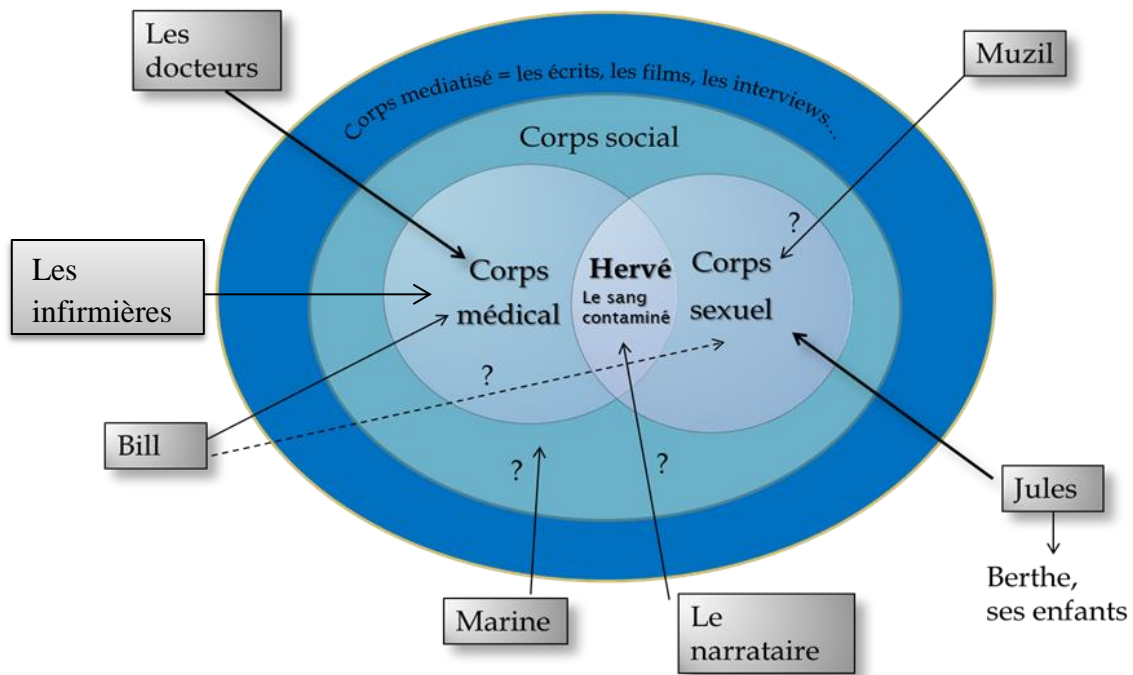 Les
docteurs
Muzil
Corps mediatisé = les écrits, les films, les interviews...
Corps social
?
Corps
médical
Hervé
Le sang
contaminé
Corps
sexuel
Les
infirmières
?
Bill
?
?
Jules
Marine
Le
narrataire
Berthe,
ses enfants